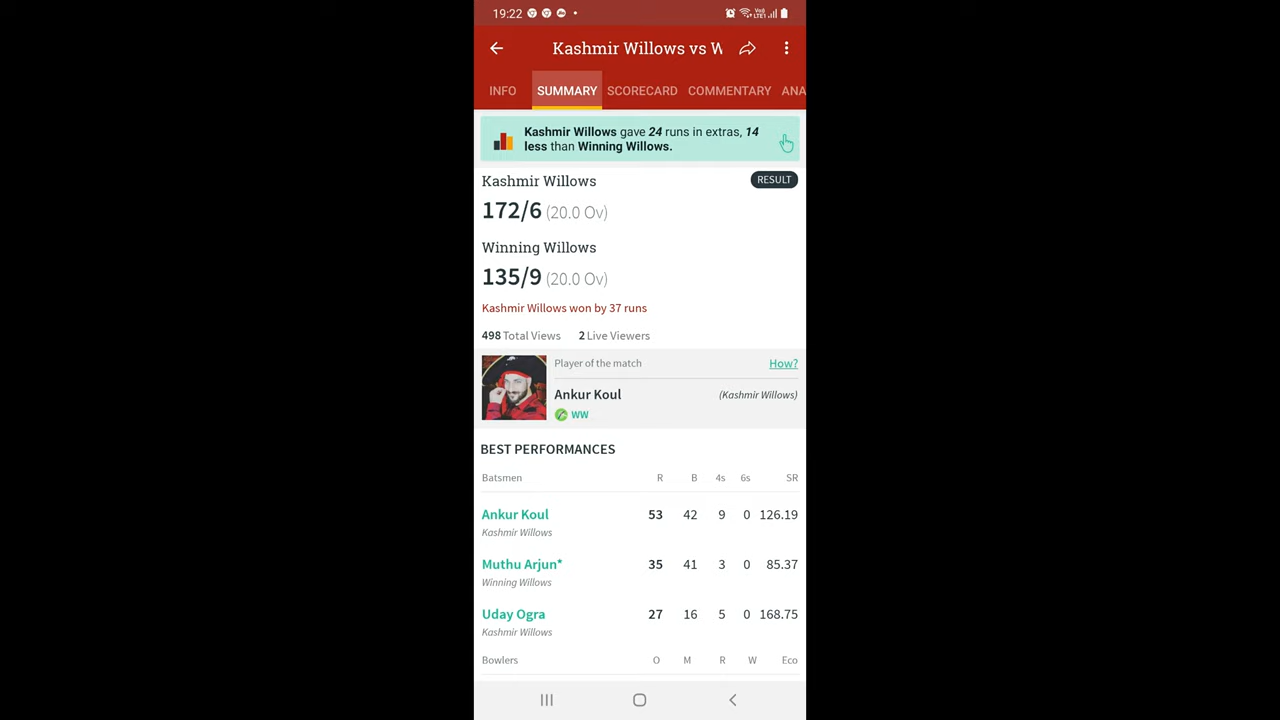 19:22
Kashmir Willows vs W
INFO SUMMARY SCORECARD COMMENTARY ANA
Kashmir Willows gave 24 runs in extras, 14
less than Winning Willows.
Kashmir Willows RESULT
172/6 (20.0 Ov)
Winning Willows
135/9 (20.0 Ov)
Kashmir Willows won by 37 runs
498 Total Views 2 Live Viewers
Player of the match How?
Ankur Koul (Kashmir Willows)
WW
BEST PERFORMANCES
Batsmen R B 4s 6s SR
Ankur Koul 53 42 9 0 126.19
Kashmir Willows
Muthu Arjun* 35 41 3 0 85.37
Winning Willows
Uday Ogra 27 16 5 0 168.75
Kashmir Willows
Bowlers O M R W Eco